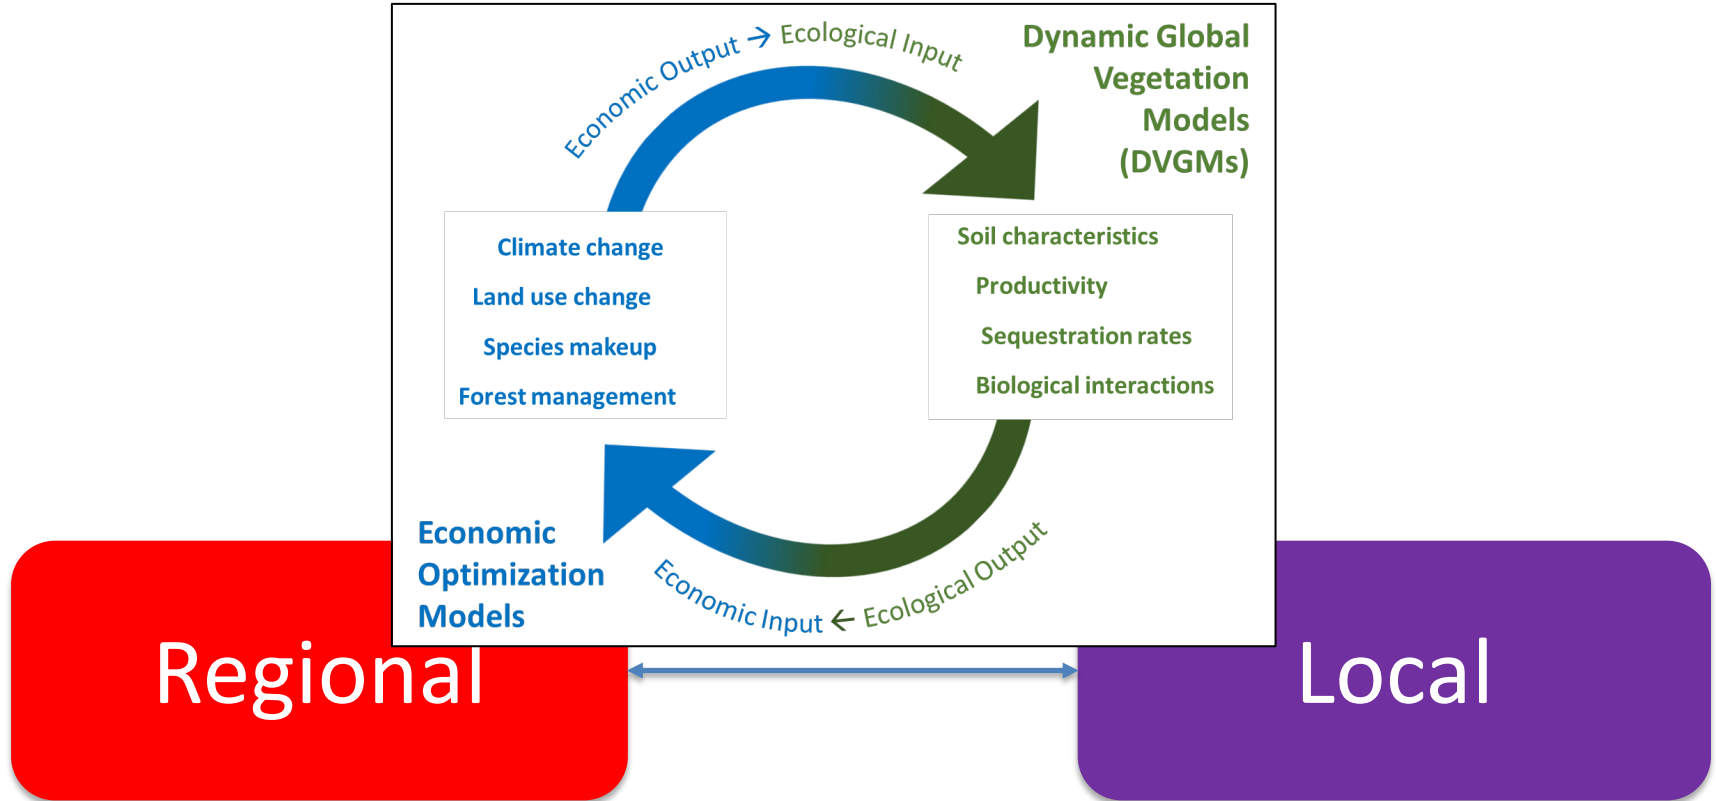 Economic Output → Ecological Input
Dynamic Global
Vegetation
Models
(DVGMs)
Climate change
Land use change
Species makeup
Forest management
Soil characteristics
Productivity
Sequestration rates
Biological interactions
Economic
Optimization
Models
Economic Input ← Ecological Output
Regional
Local